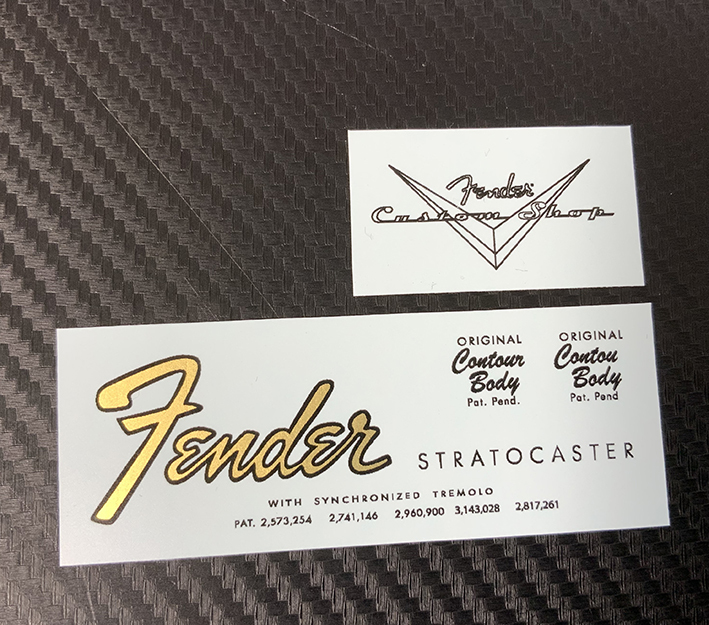 Fender
Custom Shop
ORIGINAL
Contour
Body
Pat. Pend.
ORIGINAL
Contou
Body
Pat. Pend
Fender STRATOCASTER
WITH SYNCHRONIZED TREMOLO
PAT. 2,573,254 2,741,146 2,960,900 3,143,028 2,817,261